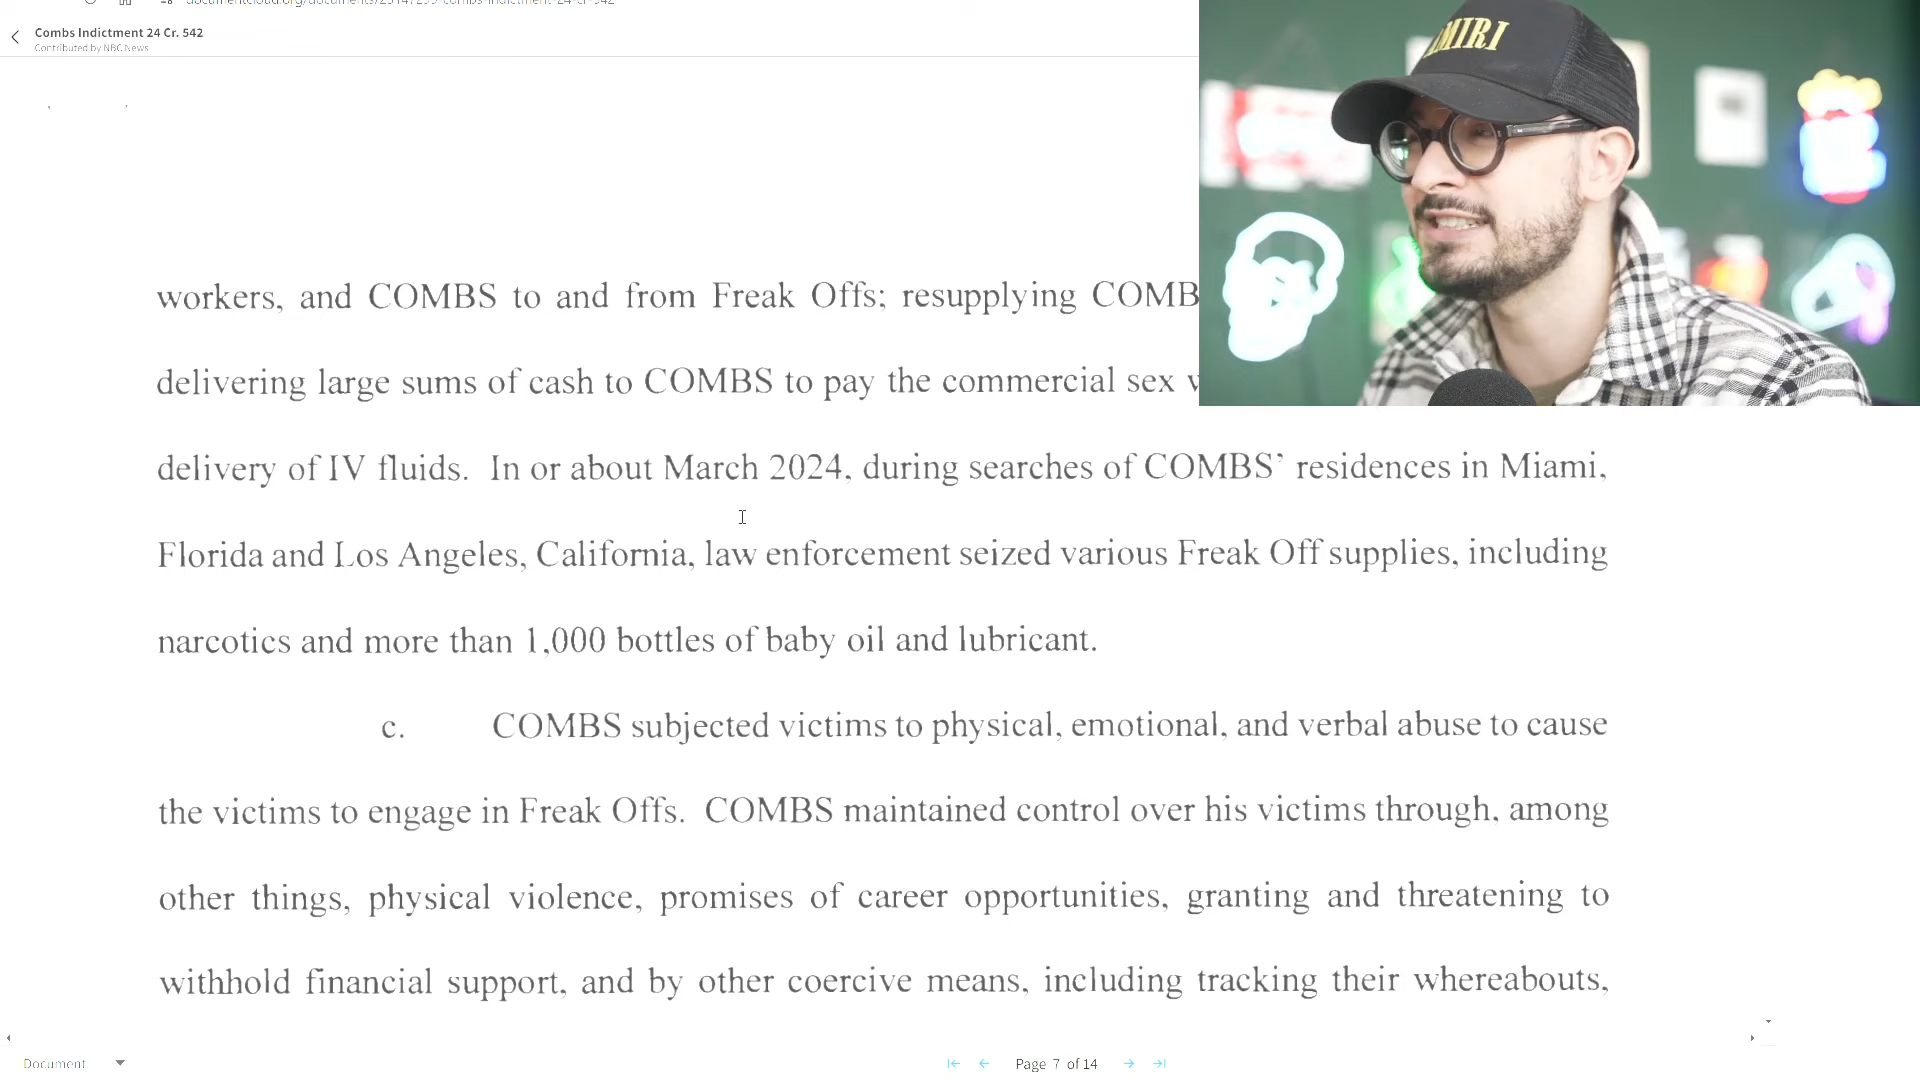 Combs Indictment 24 Cr. 542
Contributed by NBC News
MIRI
workers, and COMBS to and from Freak Offs; resupplying COMB
delivering large sums of cash to COMBS to pay the commercial sex
delivery of IV fluids. In or about March 2024, during searches of COMBS' residences in Miami,
Florida and Los Angeles, California, law enforcement seized various Freak Off supplies, including
narcotics and more than 1,000 bottles of baby oil and lubricant.
c. COMBS subjected victims to physical, emotional, and verbal abuse to cause
the victims to engage in Freak Offs. COMBS maintained control over his victims through, among
other things, physical violence, promises of career opportunities, granting and threatening to
withhold financial support, and by other coercive means, including tracking their whereabouts,
Document
Page 7 of 14